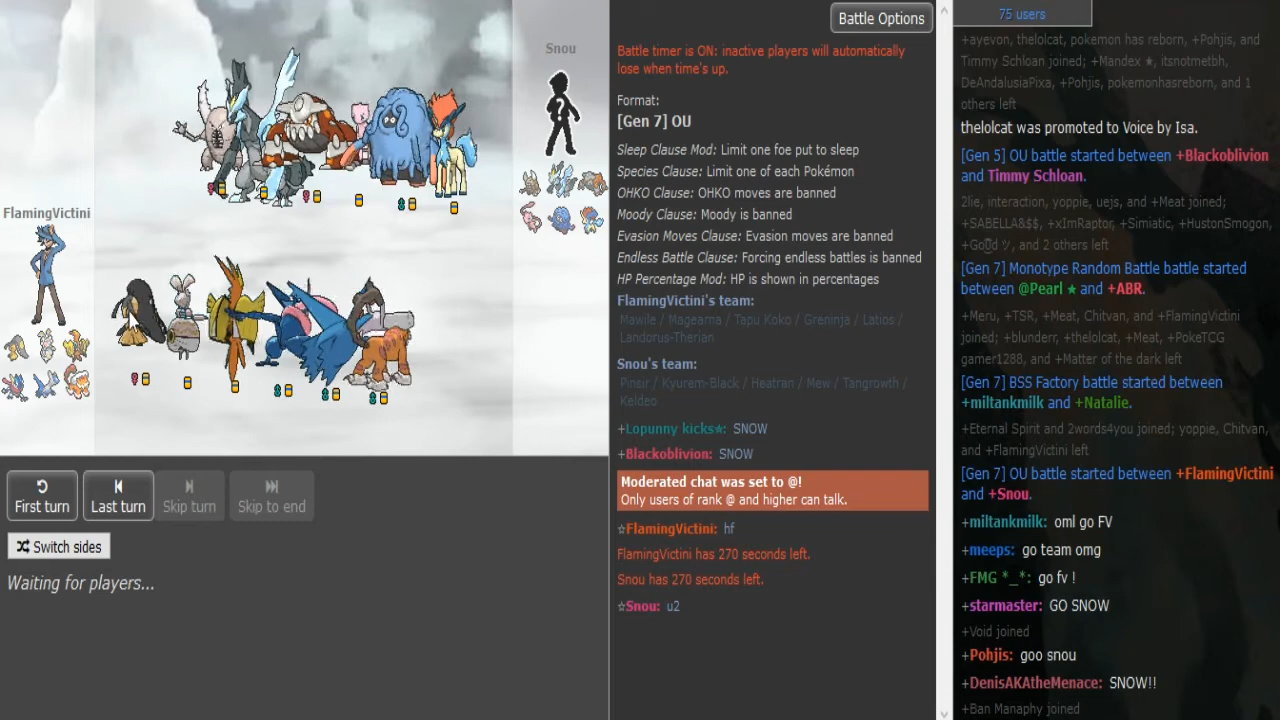 FlamingVictini
Snou
First turn
Last turn
Skip turn
Skip to end
Switch sides
Waiting for players...
Battle Options
Battle timer is ON: inactive players will automatically
lose when time's up.
Format:
[Gen 7] OU
Sleep Clause Mod: Limit one foe put to sleep
Species Clause: Limit one of each Pokémon
OHKO Clause: OHKO moves are banned
Moody Clause: Moody is banned
Evasion Moves Clause: Evasion moves are banned
Endless Battle Clause: Forcing endless battles is banned
HP Percentage Mod: HP is shown in percentages
FlamingVictini's team:
Mawile / Magearna / Tapu Koko / Greninja / Latios /
Landorus-Therian
Snou's team:
Pinsir / Kyurem-Black / Heatran / Mew / Tangrowth /
Keldeo
+Lopunny kicks★: SNOW
+Blackoblivion: SNOW
Moderated chat was set to @!
Only users of rank @ and higher can talk.
☆FlamingVictini: hf
FlamingVictini has 270 seconds left.
Snou has 270 seconds left.
☆Snou: u2
75 users
+ayevon, thelolcat, pokemon has reborn, +Pohjis, and
Timmy Schloan joined; +Mandex ★, itsnotmetbh,
DeAndalusiaPixa, +Pohjis, pokemonhasreborn, and 1
others left
thelolcat was promoted to Voice by Isa.
[Gen 5] OU battle started between +Blackoblivion
and Timmy Schloan.
2lie, interaction, yoppie, uejs, and +Meat joined;
+SABELLA&$$, +xImRaptor, +Simiatic, +HustonSmogon,
+Good ツ, and 2 others left
[Gen 7] Monotype Random Battle battle started
between @Pearl ★ and +ABR.
+Meru, +TSR, +Meat, Chitvan, and +FlamingVictini
joined; +blunderr, +thelolcat, +Meat, +PokeTCG
gamer1288, and +Matter of the dark left
[Gen 7] BSS Factory battle started between
+miltankmilk and +Natalie.
+Eternal Spirit and 2words4you joined; yoppie, Chitvan,
and +FlamingVictini left
[Gen 7] OU battle started between +FlamingVictini
and +Snou.
+miltankmilk: oml go FV
+meeps: go team omg
+FMG *_*: go fv !
+starmaster: GO SNOW
+Void joined
+Pohjis: goo snou
+DenisAKAtheMenace: SNOW!!
+Ban Manaphy joined